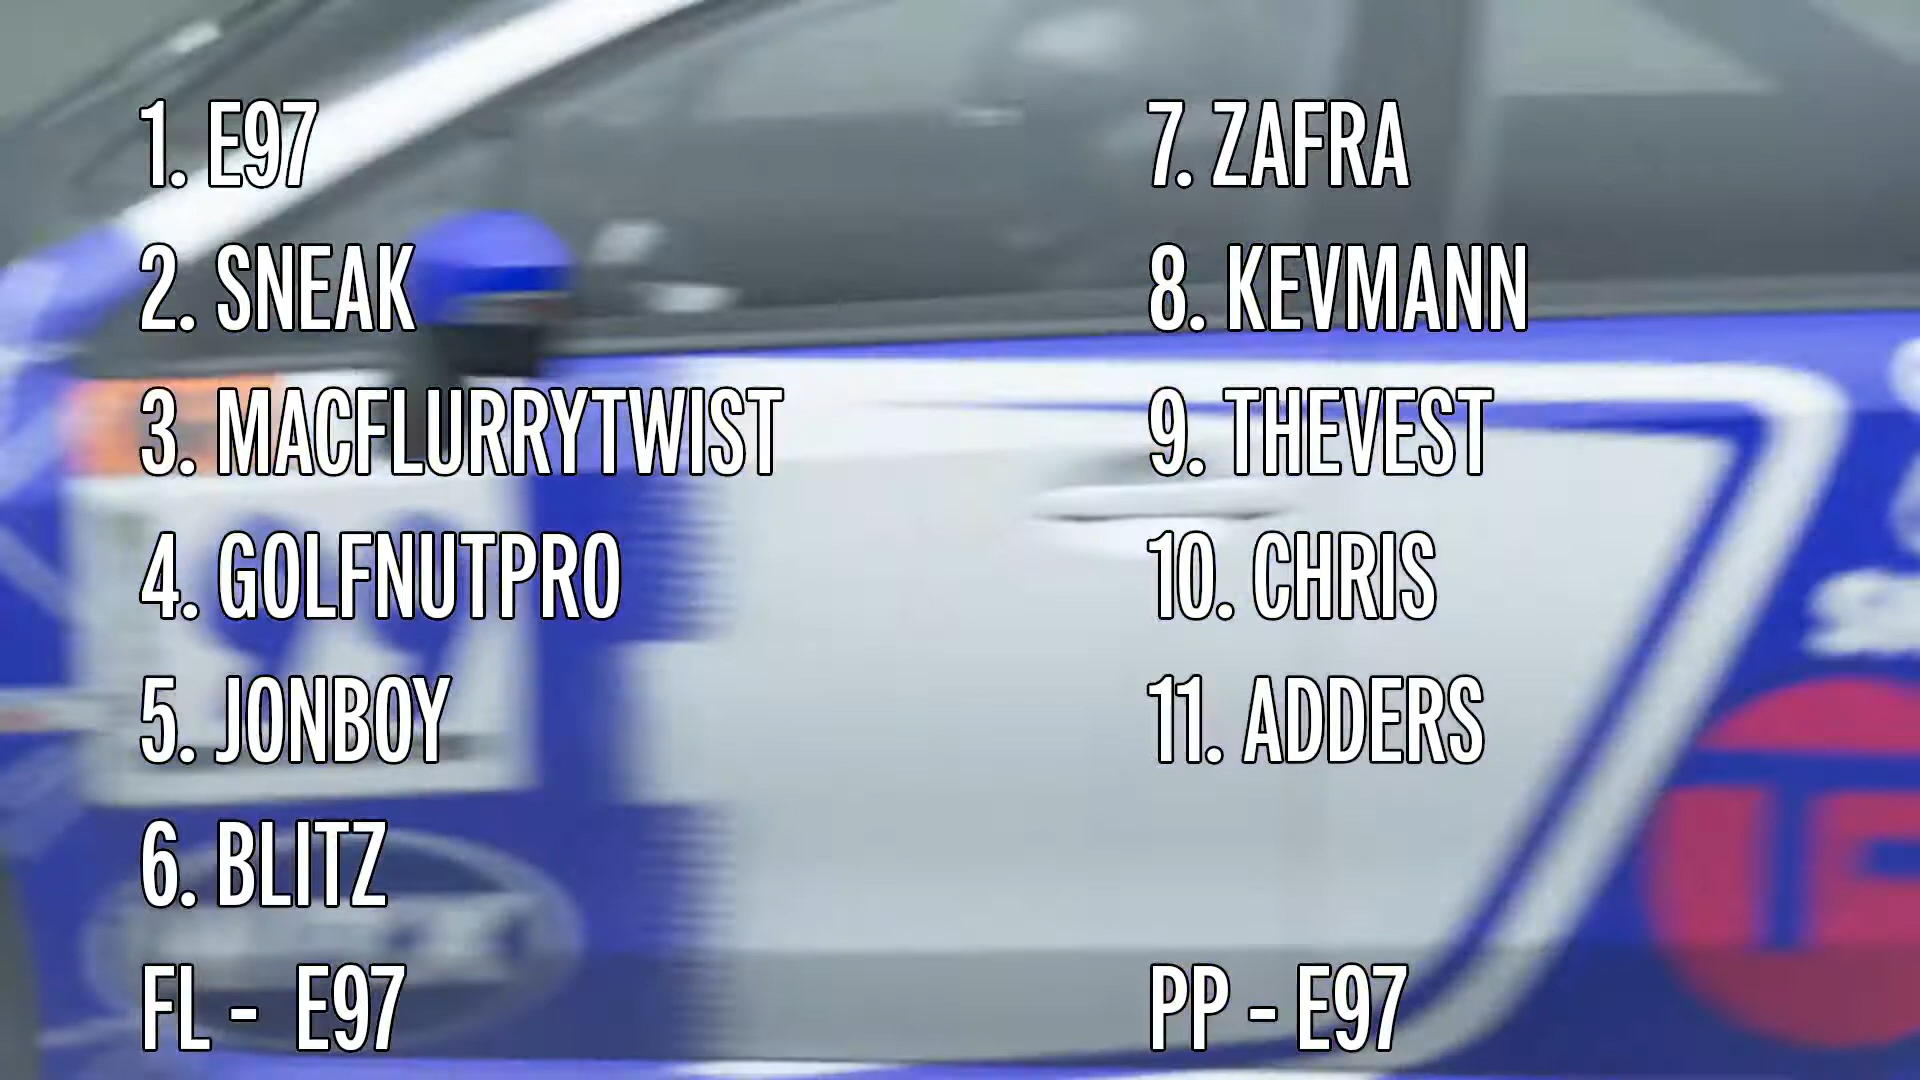 1. E97
2. SNEAK
3. MACFLURRYTWIST
4. GOLFNUTPRO
5. JONBOY
6. BLITZ
FL - E97
7. ZAFRA
8. KEVMANN
9. THEVEST
10. CHRIS
11. ADDERS
PP - E97